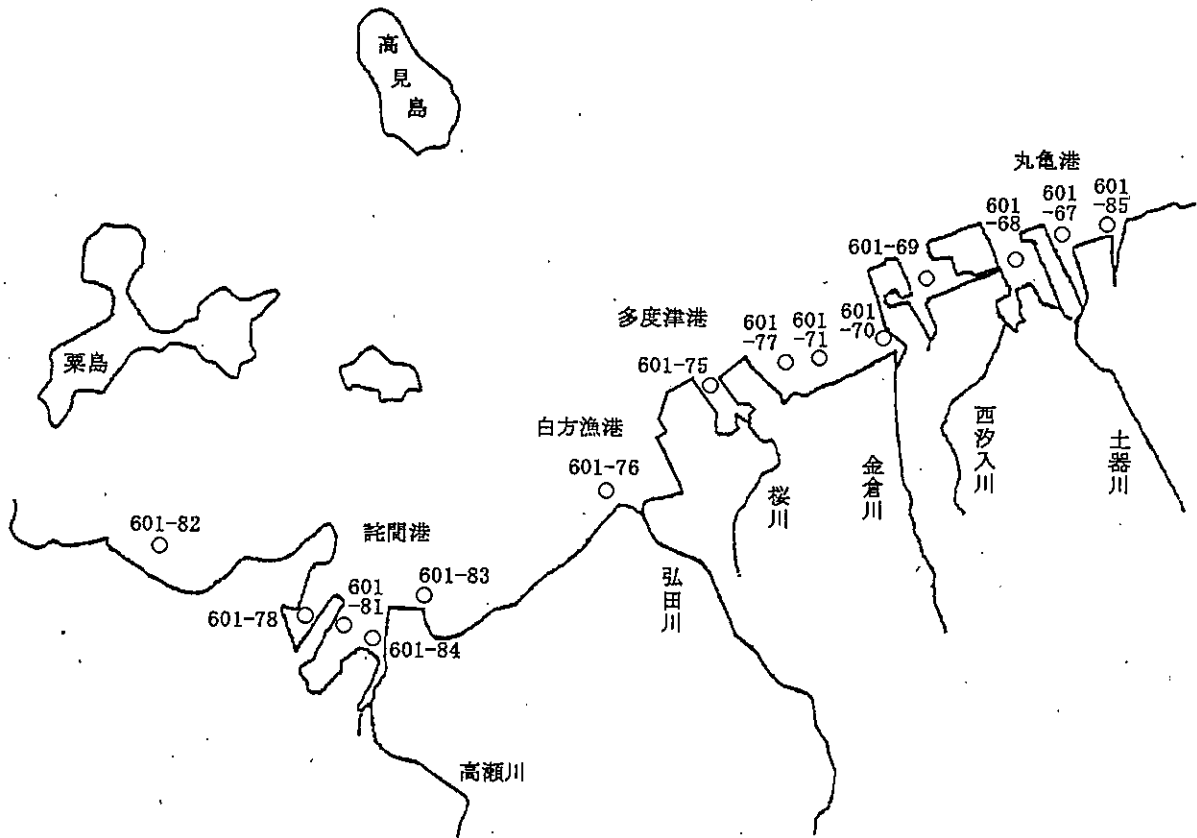 高
見
島
丸亀港
601
-85
601
-67
601
-68
601-69
多度津港
601
-77
601
-71
601
-70
粟島
601-75
白方漁港
601-76
桜川
金倉川
西汐入川
土器川
601-82
詫間港
601-83
弘田川
601
-81
601-78
601-84
高瀬川